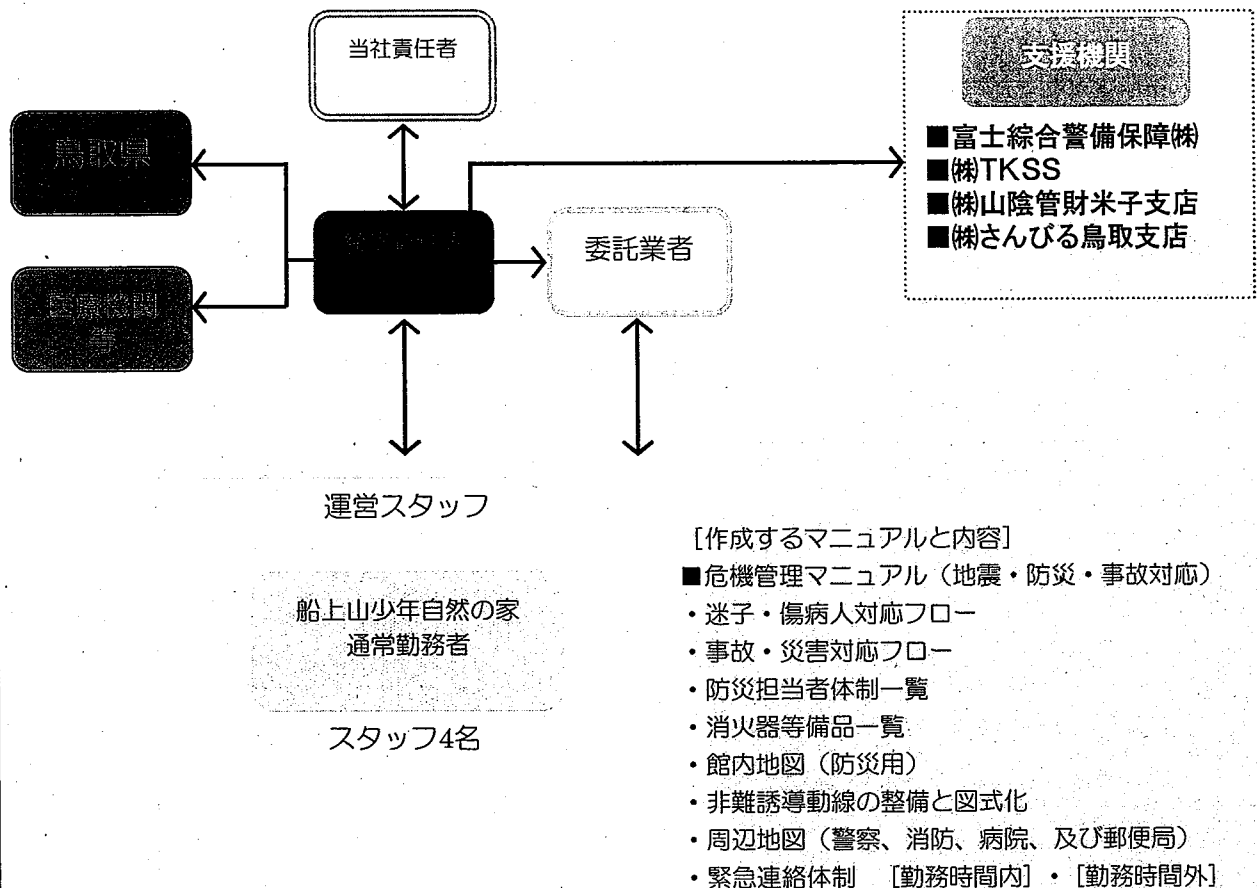 当社責任者
支援機関
■富士綜合警備保障㈱
■㈱TKSS
■㈱山陰管財米子支店
■㈱さんびる鳥取支店
鳥取県
委託業者
医療機関
等
運営スタッフ
船上山少年自然の家
通常勤務者
スタッフ4名
[作成するマニュアルと内容]
■危機管理マニュアル（地震・防災・事故対応）
・迷子・傷病人対応フロー
・事故・災害対応フロー
・防災担当者体制一覧
・消火器等備品一覧
・館内地図（防災用）
・非難誘導動線の整備と図式化
・周辺地図（警察、消防、病院、及び郵便局）
・緊急連絡体制　[勤務時間内]・[勤務時間外]